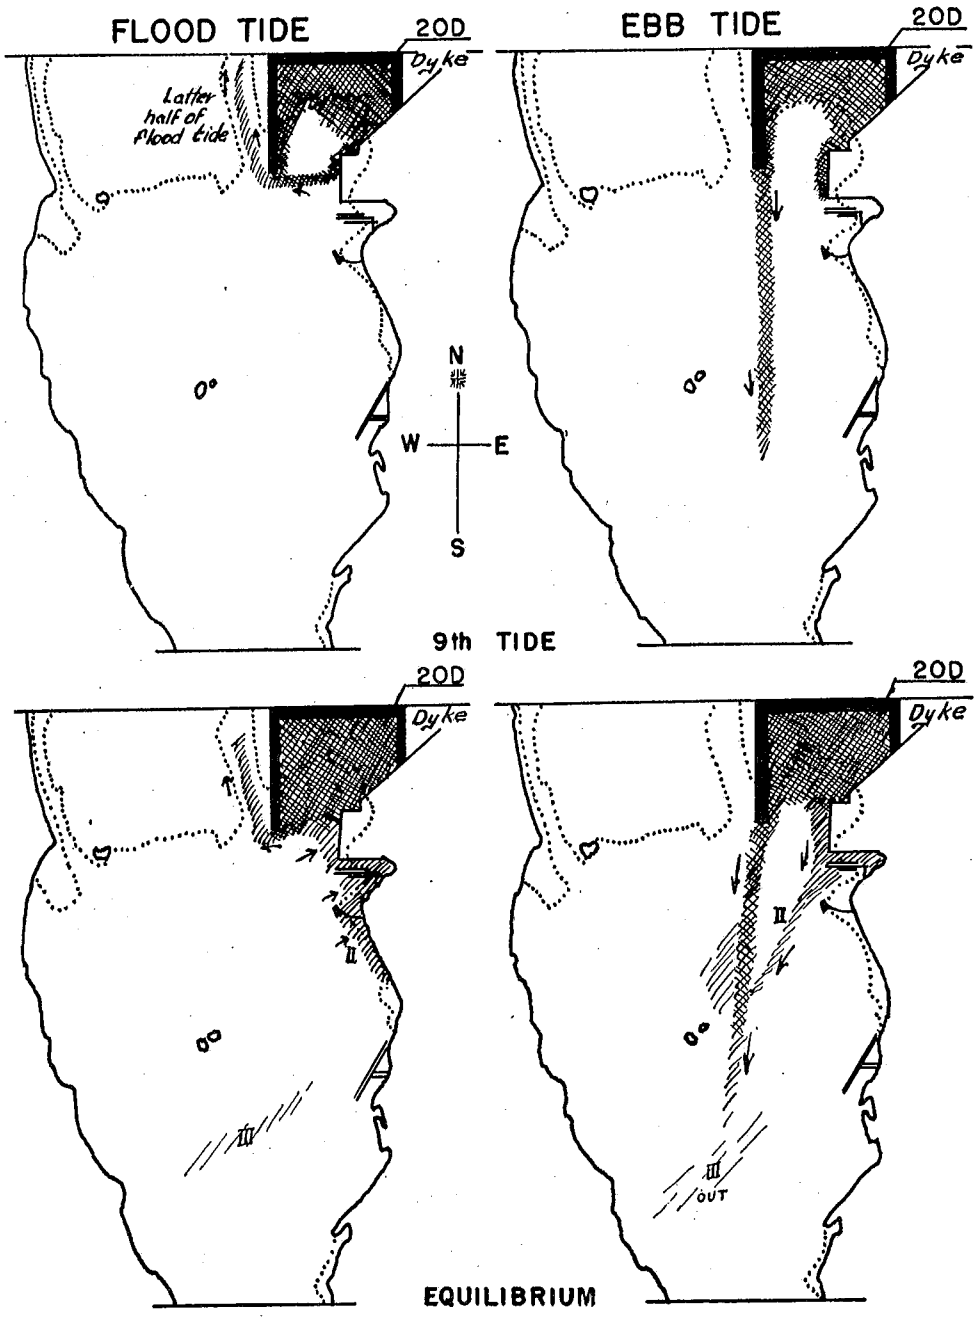 FLOOD TIDE
EBB TIDE
20D
Dyke
20D
Dyke
Latter
half of
flood tide
N
W E
S
9th TIDE
20D
Dyke
20D
Dyke
II
II
III
III
OUT
EQUILIBRIUM